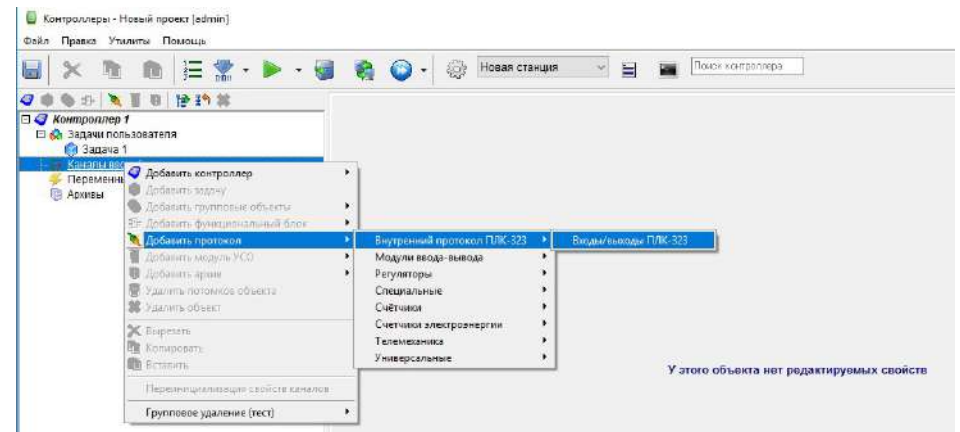 Контроллеры - Новый проект [admin]
Файл Правка Утилиты Помощь
Новая станция
Поиск контроллера
Контроллер 1
Задачи пользователя
Задача 1
Каналы
Переменн
Архивы
Добавить контроллер
Добавить задачу
Добавить групповые объекты
Добавить функциональный блок
Добавить протокол
Добавить модуль УСО
Добавить архив
Удалить потомков объекта
Удалить объект
Вырезать
Копировать
Вставить
Переинициализация свойств каналов
Групповое удаление (тест)
Внутренний протокол ПЛК-323
Модули ввода-вывода
Регуляторы
Специальные
Счётчики
Счетчики электроэнергии
Телемеханика
Универсальные
Входы/выходы ПЛК-323
У этого объекта нет редактируемых свойств